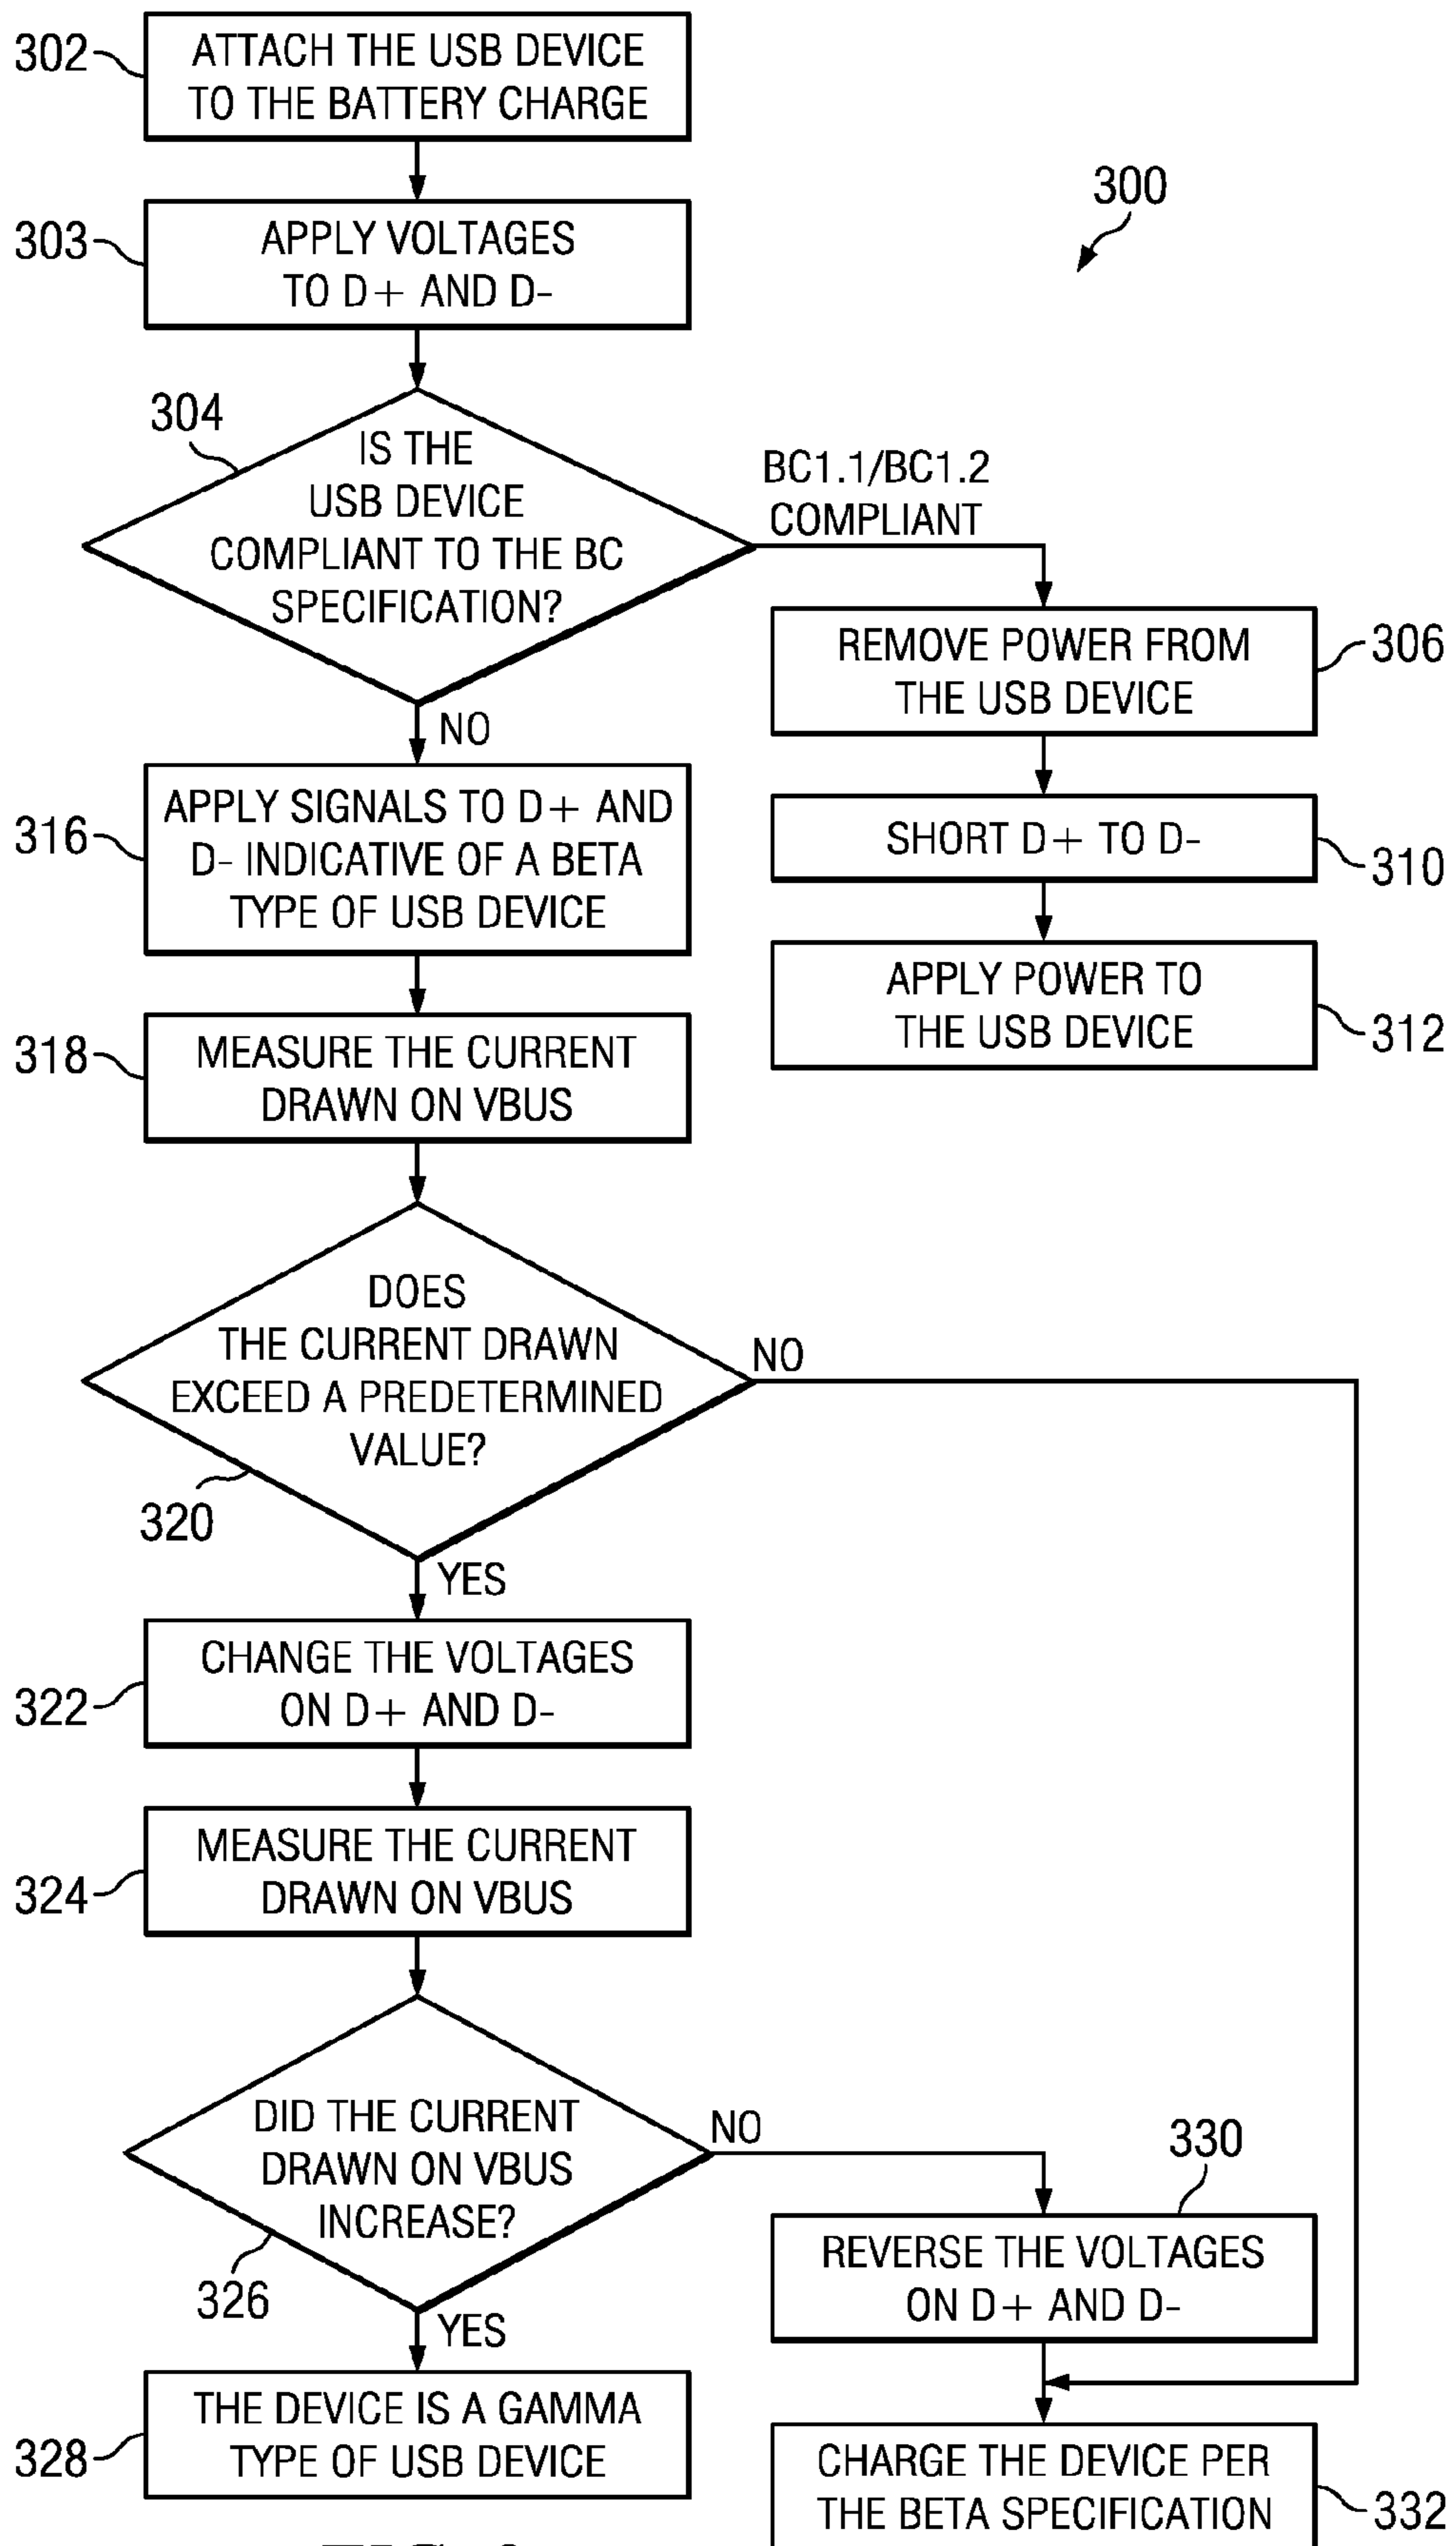 302
ATTACH THE USB DEVICE
TO THE BATTERY CHARGE
300
303
APPLY VOLTAGES
TO D+ AND D-
304
IS THE
USB DEVICE
COMPLIANT TO THE BC
SPECIFICATION?
BC1.1/BC1.2
COMPLIANT
NO
REMOVE POWER FROM
THE USB DEVICE
306
SHORT D+ TO D-
310
APPLY POWER TO
THE USB DEVICE
312
316
APPLY SIGNALS TO D+ AND
D- INDICATIVE OF A BETA
TYPE OF USB DEVICE
318
MEASURE THE CURRENT
DRAWN ON VBUS
DOES
THE CURRENT DRAWN
EXCEED A PREDETERMINED
VALUE?
NO
320
YES
322
CHANGE THE VOLTAGES
ON D+ AND D-
324
MEASURE THE CURRENT
DRAWN ON VBUS
DID THE CURRENT
DRAWN ON VBUS
INCREASE?
NO
326
YES
330
REVERSE THE VOLTAGES
ON D+ AND D-
328
THE DEVICE IS A GAMMA
TYPE OF USB DEVICE
CHARGE THE DEVICE PER
THE BETA SPECIFICATION
332